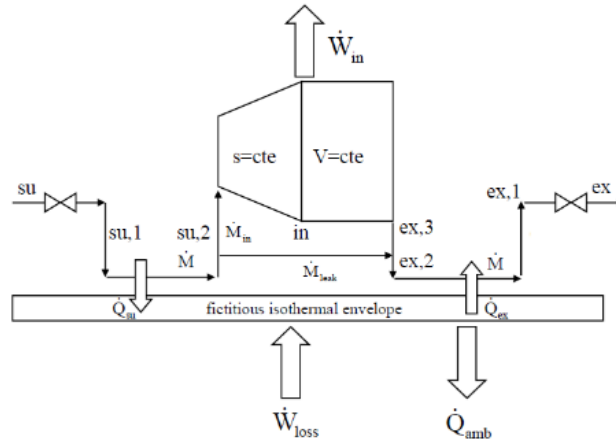 Ẇin
s=cte
V=cte
su
ex
su,1
su,2
Ṁin
in
ex,3
ex,1
Ṁ
Ṁleak
ex,2
Ṁ
Q̇su
fictitious isothermal envelope
Q̇ex
Ẇloss
Q̇amb